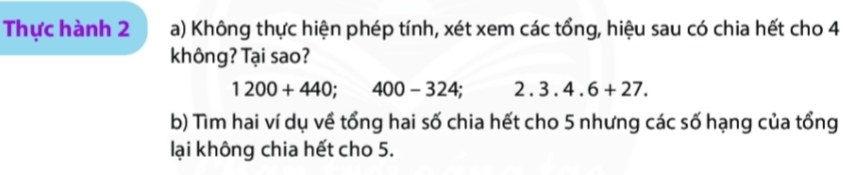 Thực hành 2 a) Không thực hiện phép tính, xét xem các tổng, hiệu sau có chia hết cho 4
không? Tại sao?
1 200 + 440; 400 – 324; 2 . 3 . 4 . 6 + 27.
b) Tìm hai ví dụ về tổng hai số chia hết cho 5 nhưng các số hạng của tổng
lại không chia hết cho 5.